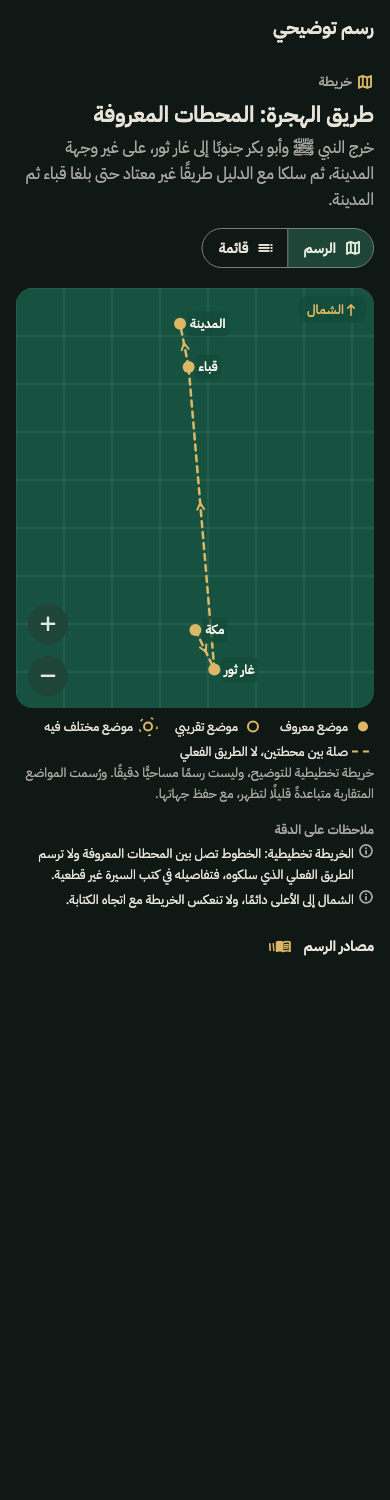 رسم توضيحي
خريطة
طريق الهجرة: المحطات المعروفة
خرج النبي ﷺ وأبو بكر جنوبًا إلى غار ثور، على غير وجهة
المدينة، ثم سلكا مع الدليل طريقًا غير معتاد حتى بلغا قباء ثم
المدينة.
الرسم
قائمة
↑الشمال
المدينة
قباء
مكة
غار ثور
+
−
موضع معروف
موضع تقريبي
موضع مختلف فيه
صلة بين محطتين، لا الطريق الفعلي
خريطة تخطيطية للتوضيح، وليست رسمًا مساحيًّا دقيقًا. ورُسمت المواضع
المتقاربة متباعدةً قليلًا لتظهر، مع حفظ جهاتها.
ملاحظات على الدقة
الخريطة تخطيطية: الخطوط تصل بين المحطات المعروفة ولا ترسم
الطريق الفعلي الذي سلكوه، فتفاصيله في كتب السيرة غير قطعية.
الشمال إلى الأعلى دائمًا، ولا تنعكس الخريطة مع اتجاه الكتابة.
مصادر الرسم